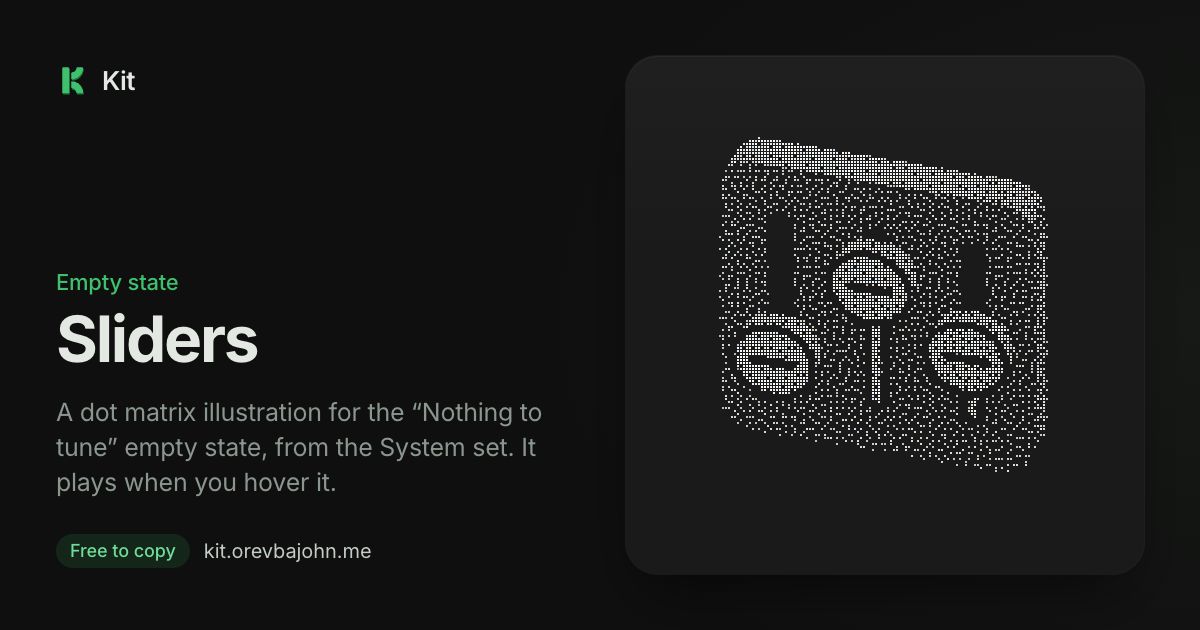 Kit
Empty state
Sliders
A dot matrix illustration for the “Nothing to
tune” empty state, from the System set. It
plays when you hover it.
Free to copy
kit.orevbajohn.me